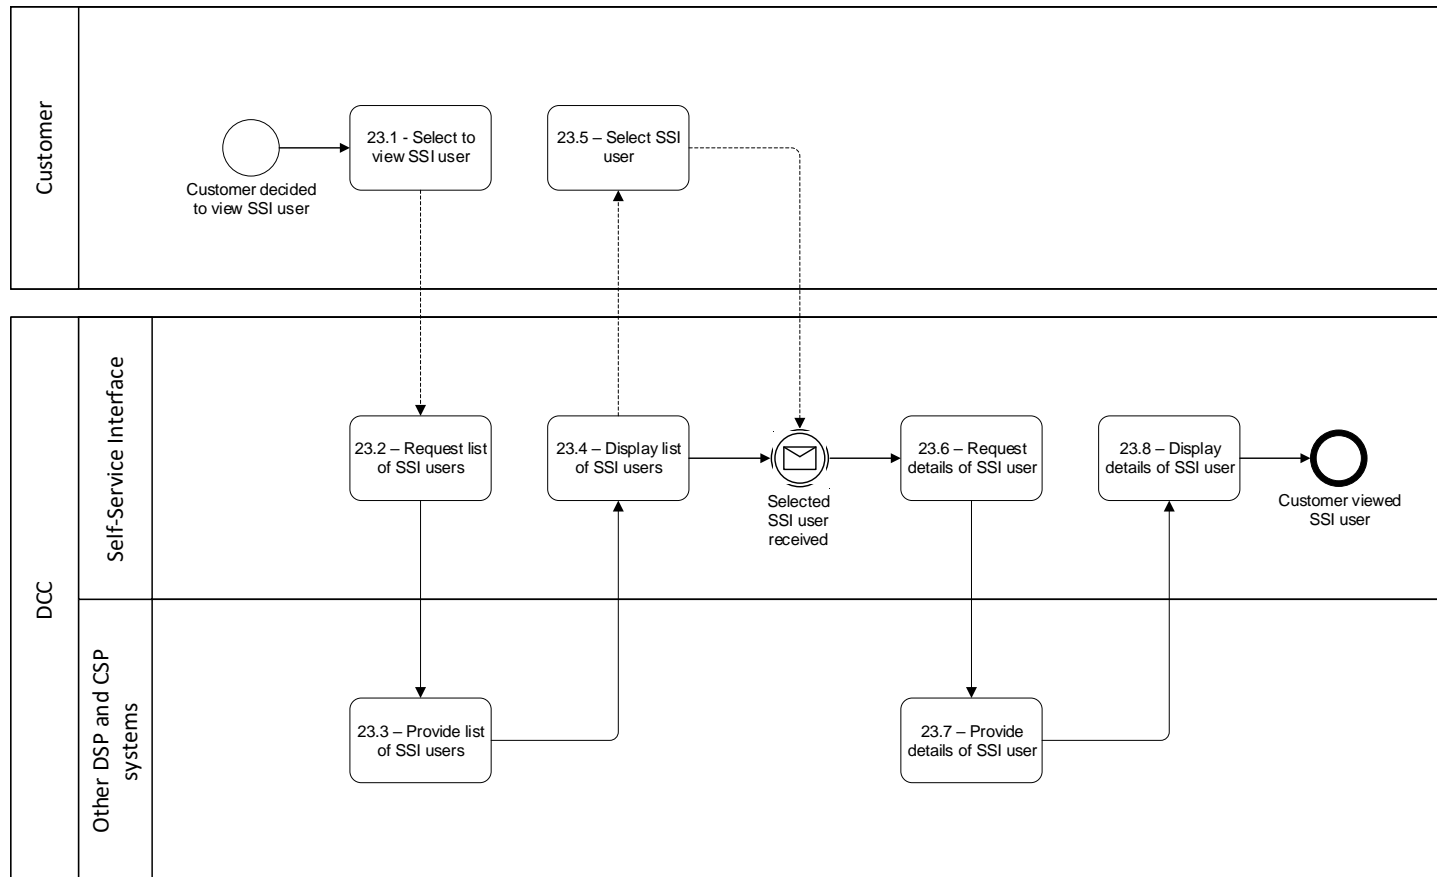 Customer
23.1 - Select to
view SSI user
23.5 – Select SSI
user
Customer decided
to view SSI user
DCC
Self-Service Interface
23.2 – Request list
of SSI users
23.4 – Display list
of SSI users
Selected
SSI user
received
23.6 – Request
details of SSI user
23.8 – Display
details of SSI user
Customer viewed
SSI user
Other DSP and CSP
systems
23.3 – Provide list
of SSI users
23.7 – Provide
details of SSI user